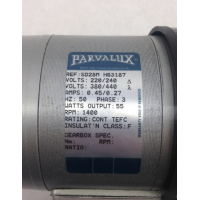 PARVALUX
REF: SD28M H63187
VOLTS: 220/240 Δ
VOLTS: 380/440 Y
AMPS: 0.45/0.27
HZ: 50 PHASE: 3
WATTS OUTPUT: 55
RPM: 1400
RATING: CONT TEFC
INSULAT'N CLASS: F
GEARBOX SPEC.
Nm: RPM:
RATIO: